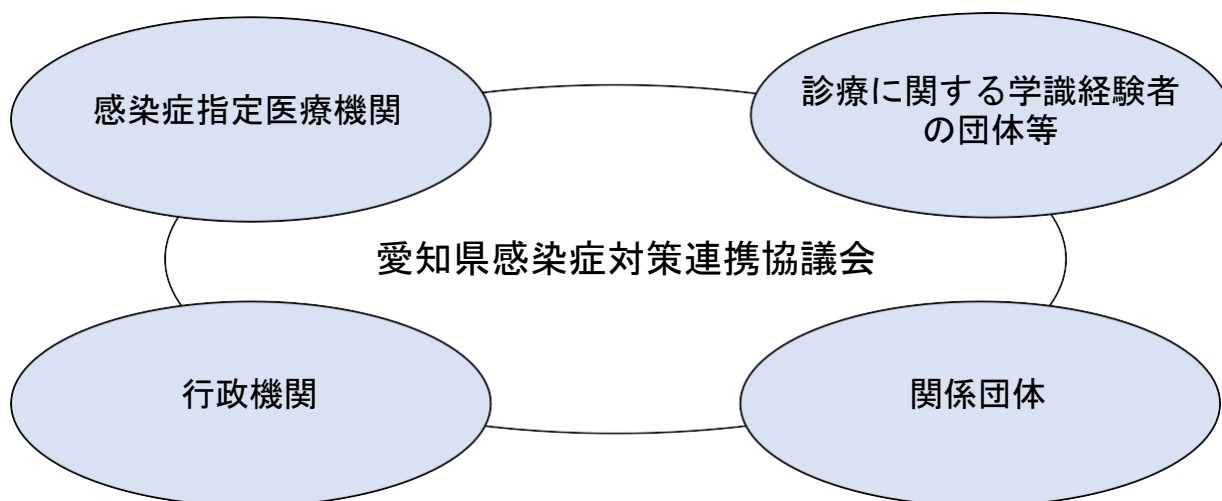 感染症指定医療機関
診療に関する学識経験者
の団体等
愛知県感染症対策連携協議会
行政機関
関係団体